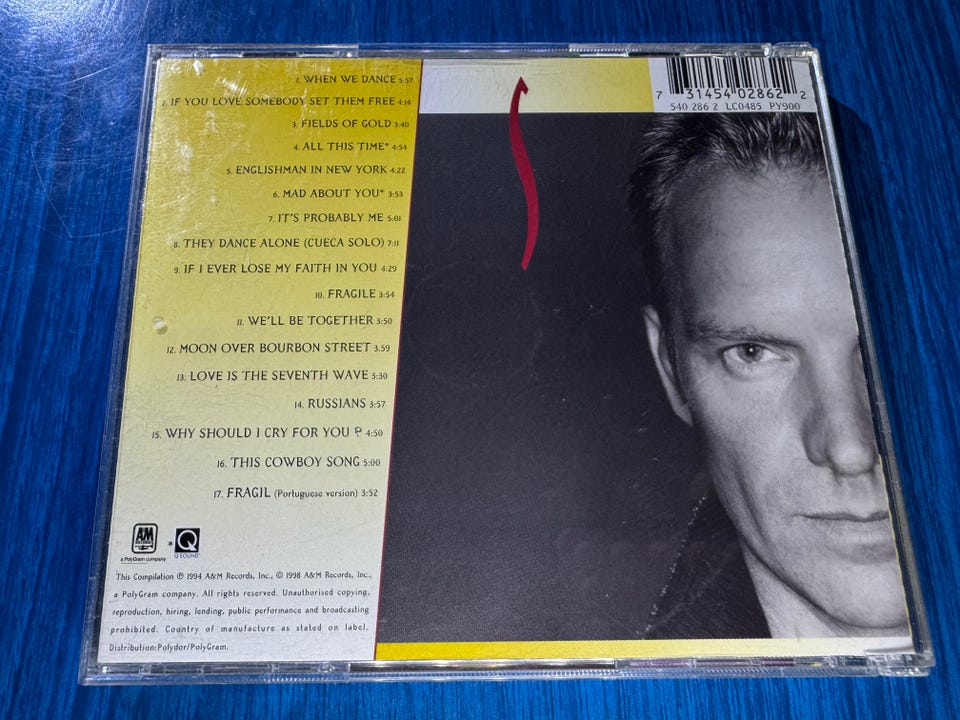 1. WHEN WE DANCE 5:57
2. IF YOU LOVE SOMEBODY SET THEM FREE 4:14
3. FIELDS OF GOLD 3:40
4. ALL THIS TIME* 4:54
5. ENGLISHMAN IN NEW YORK 4:22
6. MAD ABOUT YOU* 3:53
7. IT'S PROBABLY ME 5:01
8. THEY DANCE ALONE (CUECA SOLO) 7:11
9. IF I EVER LOSE MY FAITH IN YOU 4:29
10. FRAGILE 3:54
11. WE'LL BE TOGETHER 3:50
12. MOON OVER BOURBON STREET 3:59
13. LOVE IS THE SEVENTH WAVE 3:30
14. RUSSIANS 3:57
15. WHY SHOULD I CRY FOR YOU ? 4:50
16. THIS COWBOY SONG 5:00
17. FRAGIL (Portuguese version) 3:52
AM
RECORDS
a PolyGram company
* Q
QSOUND
This Compilation ℗ 1994 A&M Records, Inc., © 1998 A&M Records, Inc.,
a PolyGram company. All rights reserved. Unauthorised copying,
reproduction, hiring, lending, public performance and broadcasting
prohibited. Country of manufacture as stated on label.
Distribution:Polydor/PolyGram.
7 31454 02862 2
540 286 2 LC0485 PY900